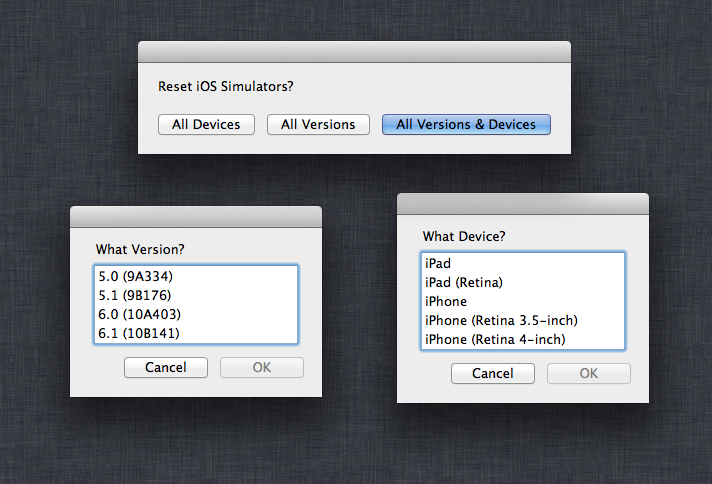 Reset iOS Simulators?
All Devices All Versions All Versions & Devices
What Version?
5.0 (9A334)
5.1 (9B176)
6.0 (10A403)
6.1 (10B141)
Cancel OK
What Device?
iPad
iPad (Retina)
iPhone
iPhone (Retina 3.5-inch)
iPhone (Retina 4-inch)
Cancel OK